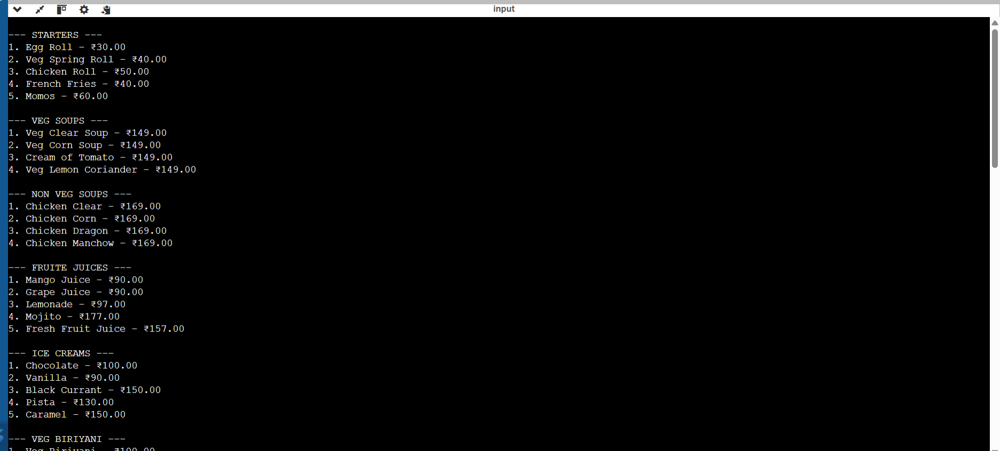 input
--- STARTERS ---
1. Egg Roll - ₹30.00
2. Veg Spring Roll - ₹40.00
3. Chicken Roll - ₹50.00
4. French Fries - ₹40.00
5. Momos - ₹60.00
--- VEG SOUPS ---
1. Veg Clear Soup - ₹149.00
2. Veg Corn Soup - ₹149.00
3. Cream of Tomato - ₹149.00
4. Veg Lemon Coriander - ₹149.00
--- NON VEG SOUPS ---
1. Chicken Clear - ₹169.00
2. Chicken Corn - ₹169.00
3. Chicken Dragon - ₹169.00
4. Chicken Manchow - ₹169.00
--- FRUITE JUICES ---
1. Mango Juice - ₹90.00
2. Grape Juice - ₹90.00
3. Lemonade - ₹97.00
4. Mojito - ₹177.00
5. Fresh Fruit Juice - ₹157.00
--- ICE CREAMS ---
1. Chocolate - ₹100.00
2. Vanilla - ₹90.00
3. Black Currant - ₹150.00
4. Pista - ₹130.00
5. Caramel - ₹150.00
--- VEG BIRIYANI ---
1. Veg Biriyani - ₹100.00